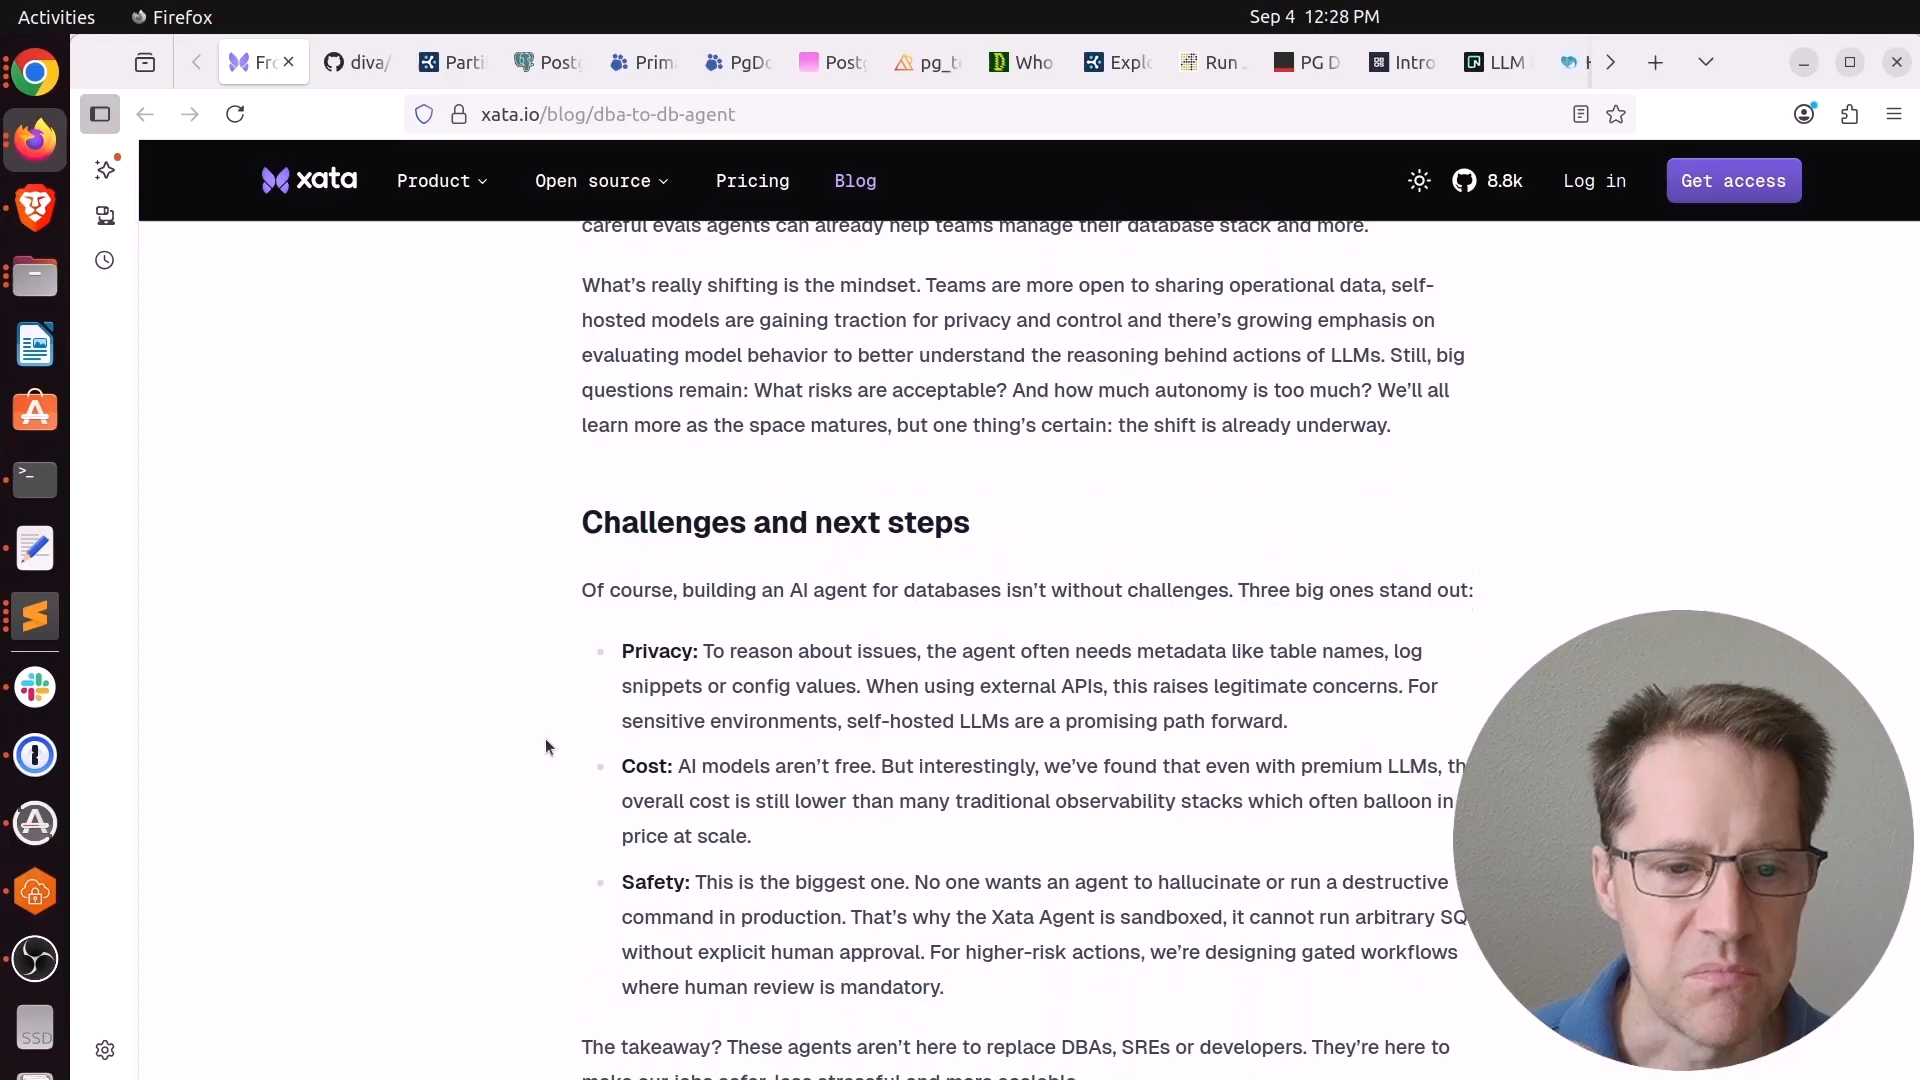 Activities
Firefox
Sep 4 12:28 PM
diva/
Parti
Prim
PgD
Who
Expl
Run
PG D
Intro
LLM
xata.io/blog/dba-to-db-agent
xata
Product
Open source
Pricing
Blog
8.8k
Log in
Get access
careful evals agents can already help teams manage their database stack and more.
What's really shifting is the mindset. Teams are more open to sharing operational data, self-
hosted models are gaining traction for privacy and control and there's growing emphasis on
evaluating model behavior to better understand the reasoning behind actions of LLMs. Still, big
questions remain: What risks are acceptable? And how much autonomy is too much? We'll all
learn more as the space matures, but one thing's certain: the shift is already underway.
Challenges and next steps
Of course, building an AI agent for databases isn't without challenges. Three big ones stand out:
Privacy: To reason about issues, the agent often needs metadata like table names, log
snippets or config values. When using external APIs, this raises legitimate concerns. For
sensitive environments, self-hosted LLMs are a promising path forward.
Cost: AI models aren't free. But interestingly, we've found that even with premium LLMs, th
overall cost is still lower than many traditional observability stacks which often balloon in
price at scale.
Safety: This is the biggest one. No one wants an agent to hallucinate or run a destructive
command in production. That's why the Xata Agent is sandboxed, it cannot run arbitrary SQ
without explicit human approval. For higher-risk actions, we're designing gated workflows
where human review is mandatory.
The takeaway? These agents aren't here to replace DBAs, SREs or developers. They're here to
make our jobs safer, less stressful and more scalable.
SSD